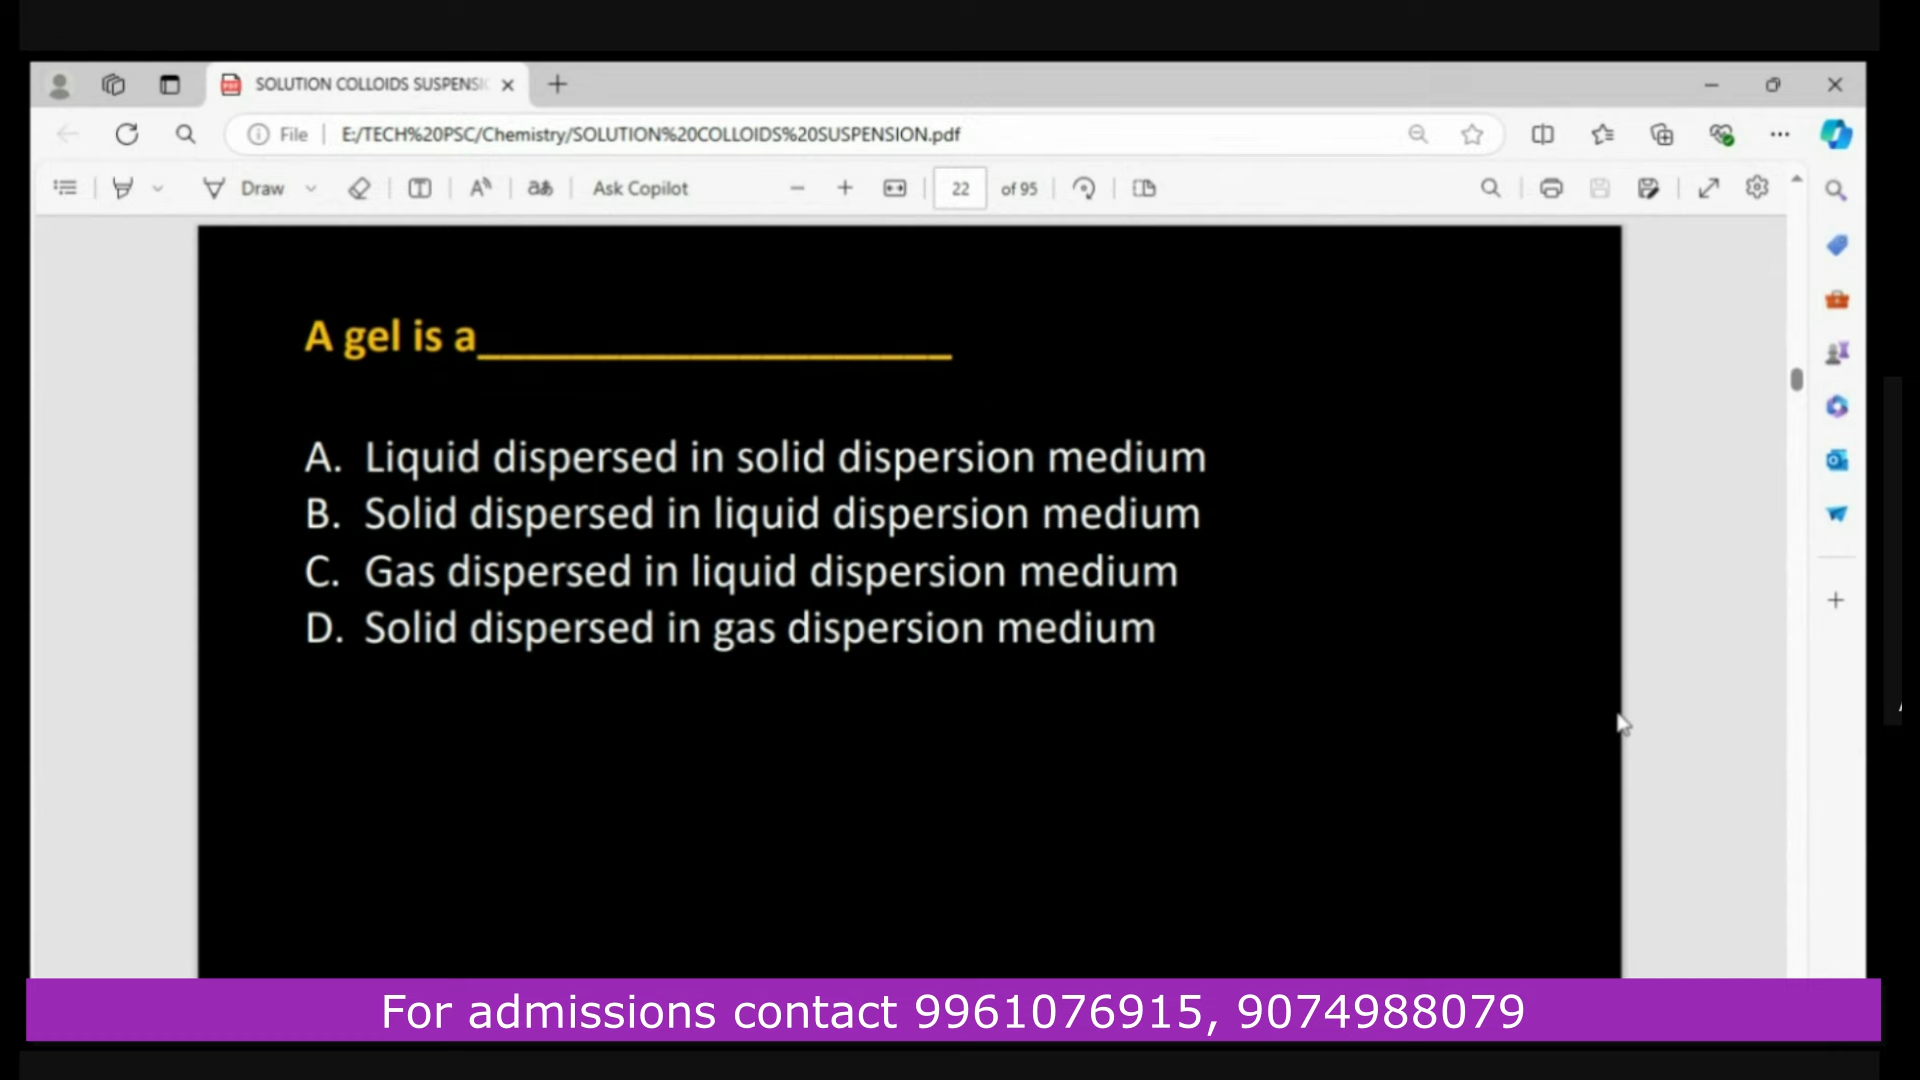 SOLUTION COLLOIDS SUSPENSI
File
E:/TECH%20PSC/Chemistry/SOLUTION%20COLLOIDS%20SUSPENSION.pdf
Draw
Ask Copilot
22 of 95
A gel is a____________________
A. Liquid dispersed in solid dispersion medium
B. Solid dispersed in liquid dispersion medium
C. Gas dispersed in liquid dispersion medium
D. Solid dispersed in gas dispersion medium
For admissions contact 9961076915, 9074988079